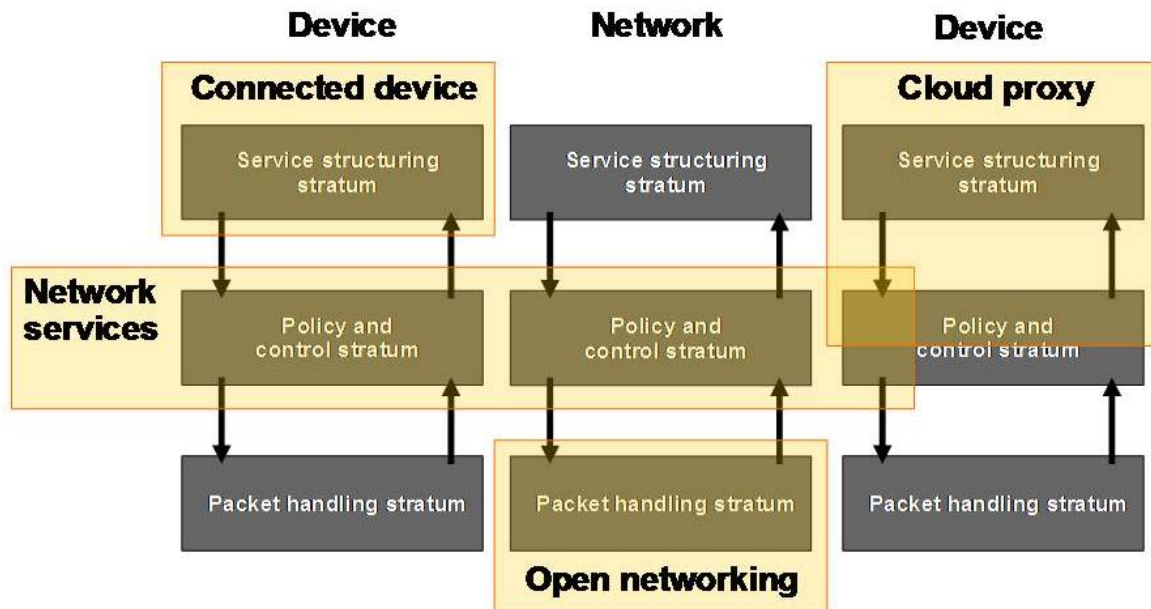 Device
Network
Device
Connected device
Cloud proxy
Service structuring
stratum
Service structuring
stratum
Service structuring
stratum
Network
services
Policy and
control stratum
Policy and
control stratum
Policy and
control stratum
Packet handling stratum
Packet handling stratum
Packet handling stratum
Open networking